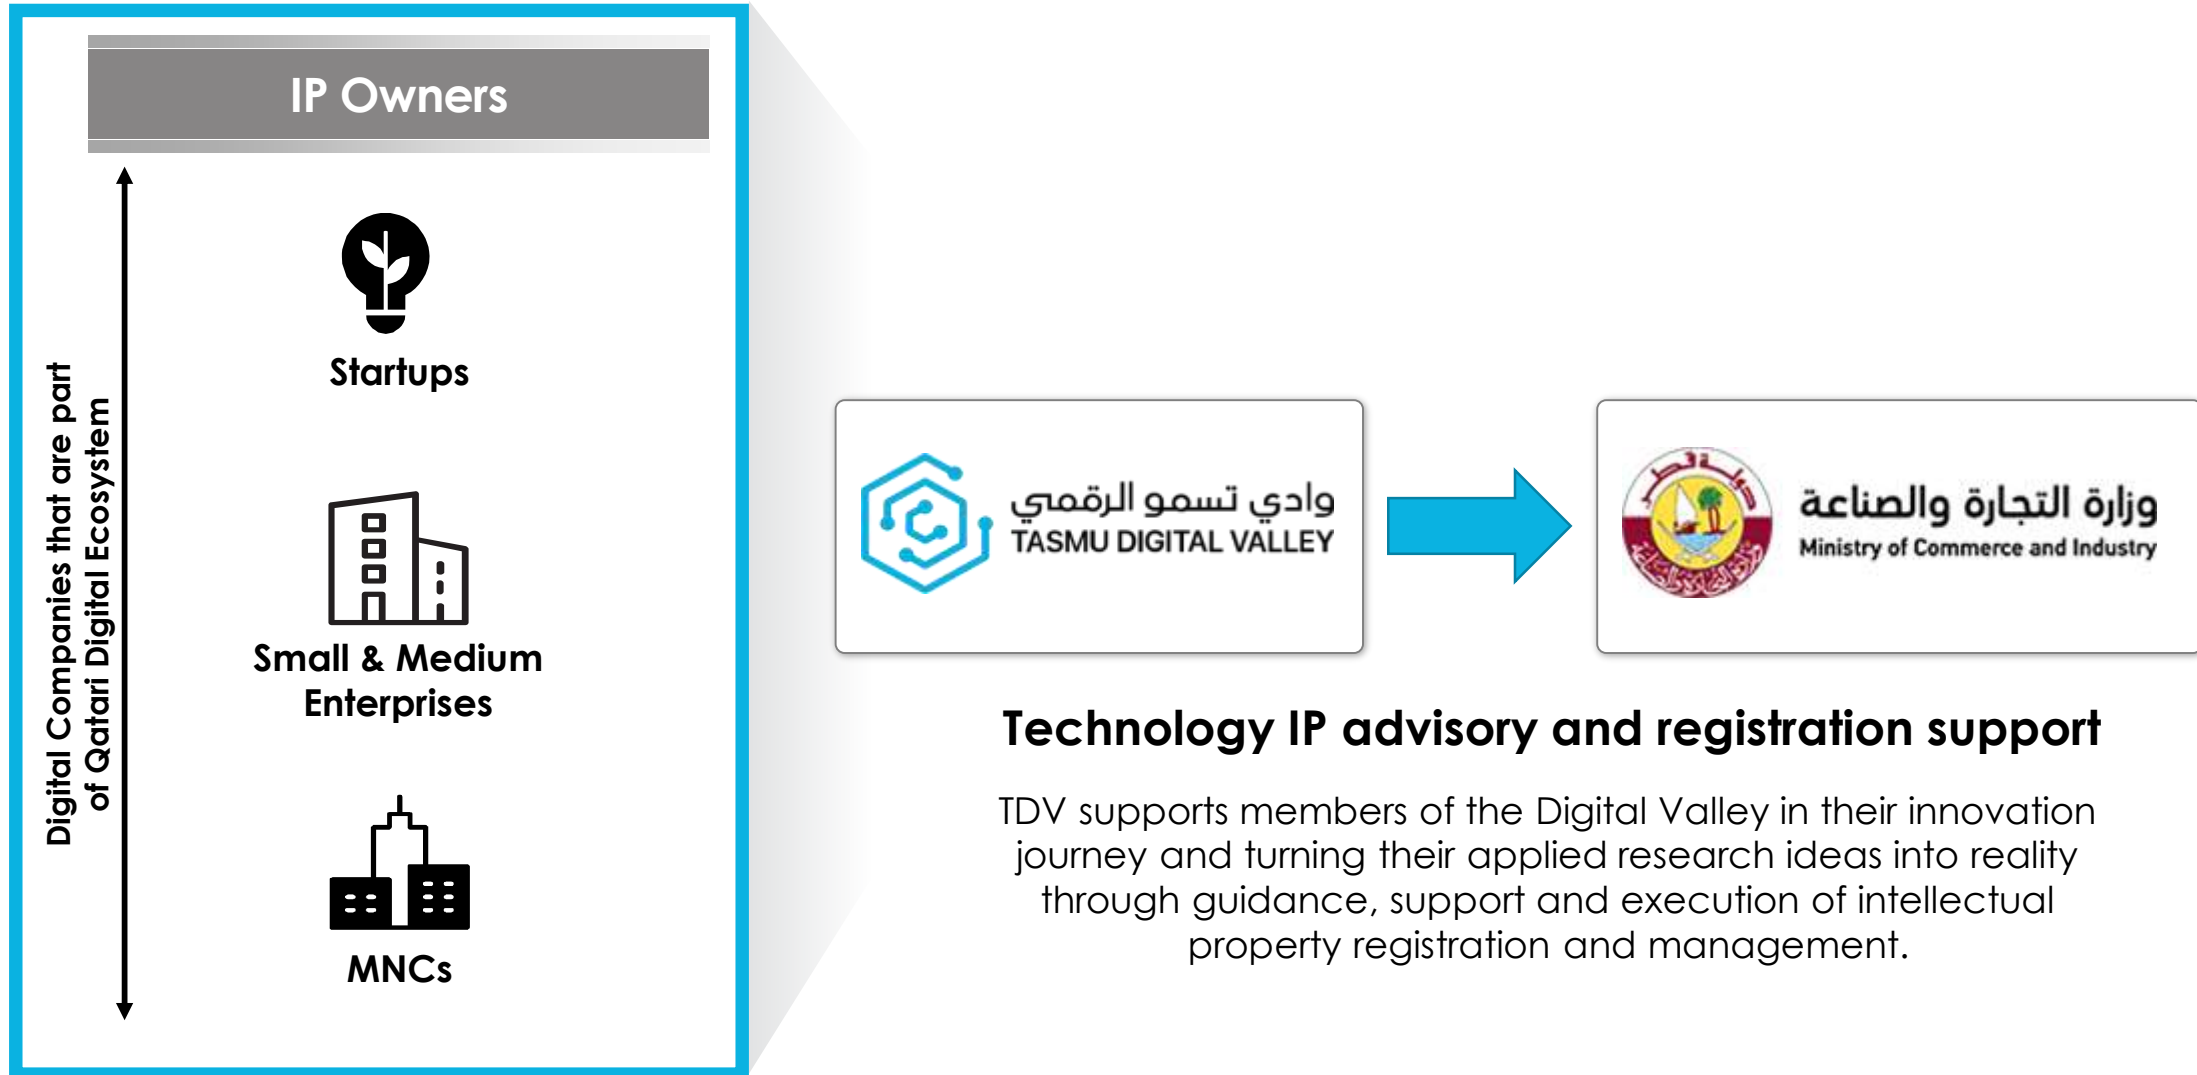 IP Owners
Digital Companies that are part
of Qatari Digital Ecosystem
Startups
Small & Medium
Enterprises
MNCs
وادي تسمو الرقمي
TASMU DIGITAL VALLEY
دولة قطر
وزارة التجارة والصناعة
Ministry of Commerce and Industry
Technology IP advisory and registration support
TDV supports members of the Digital Valley in their innovation
journey and turning their applied research ideas into reality
through guidance, support and execution of intellectual
property registration and management.